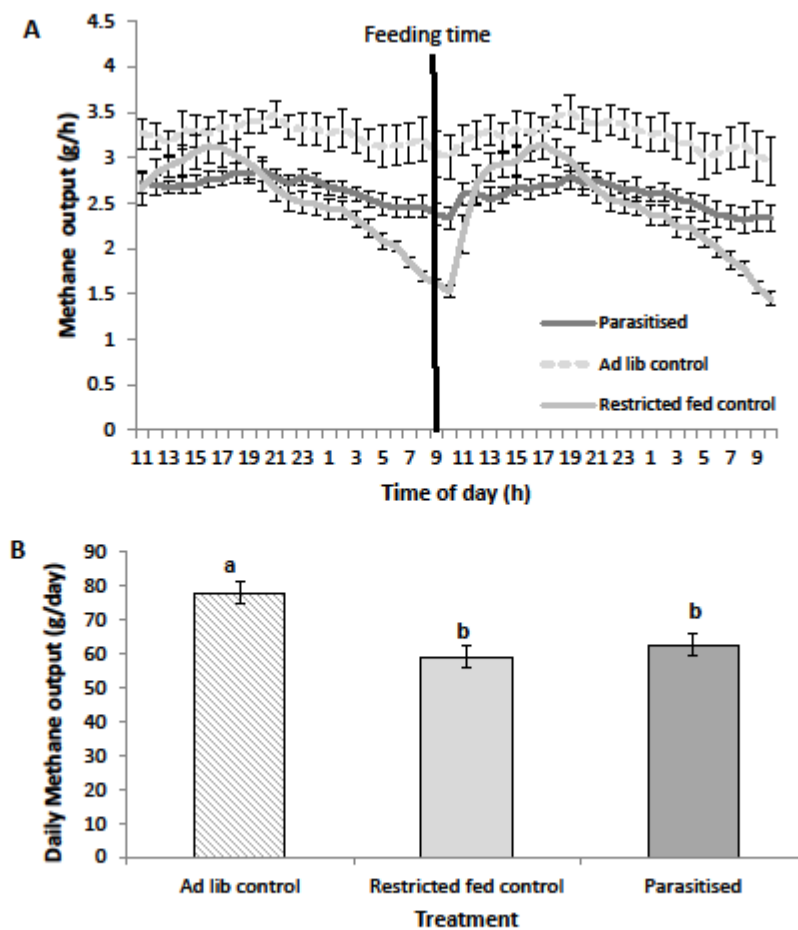 A
Feeding time
Methane output (g/h)
4.5
4
3.5
3
2.5
2
1.5
1
0.5
0
Parasitised
Ad lib control
Restricted fed control
11 13 15 17 19 21 23 1 3 5 7 9 11 13 15 17 19 21 23 1 3 5 7 9
Time of day (h)
B
Daily Methane output (g/day)
90
80
70
60
50
40
30
20
10
0
a
b
b
Ad lib control Restricted fed control Parasitised
Treatment